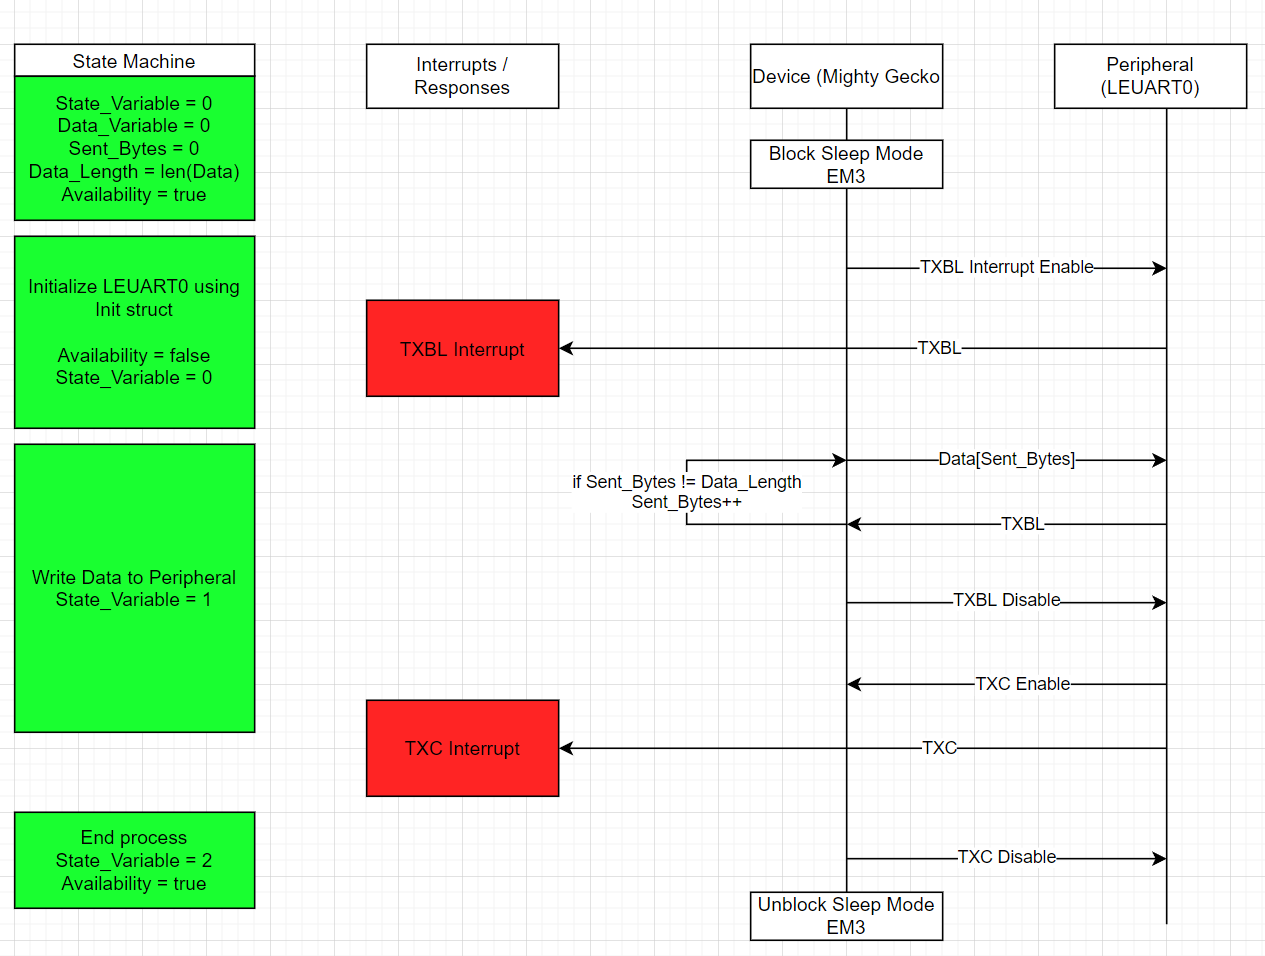 State Machine
State_Variable = 0
Data_Variable = 0
Sent_Bytes = 0
Data_Length = len(Data)
Availability = true
Initialize LEUART0 using
Init struct
Availability = false
State_Variable = 0
Write Data to Peripheral
State_Variable = 1
End process
State_Variable = 2
Availability = true
Interrupts /
Responses
TXBL Interrupt
TXC Interrupt
Device (Mighty Gecko
Block Sleep Mode
EM3
Peripheral
(LEUART0)
TXBL Interrupt Enable
TXBL
Data[Sent_Bytes]
if Sent_Bytes != Data_Length
Sent_Bytes++
TXBL
TXBL Disable
TXC Enable
TXC
TXC Disable
Unblock Sleep Mode
EM3